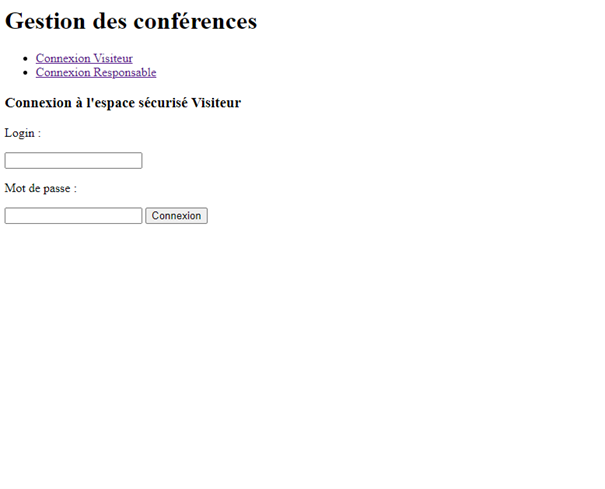 Gestion des conférences
Connexion Visiteur
Connexion Responsable
Connexion à l'espace sécurisé Visiteur
Login :
Mot de passe :
Connexion